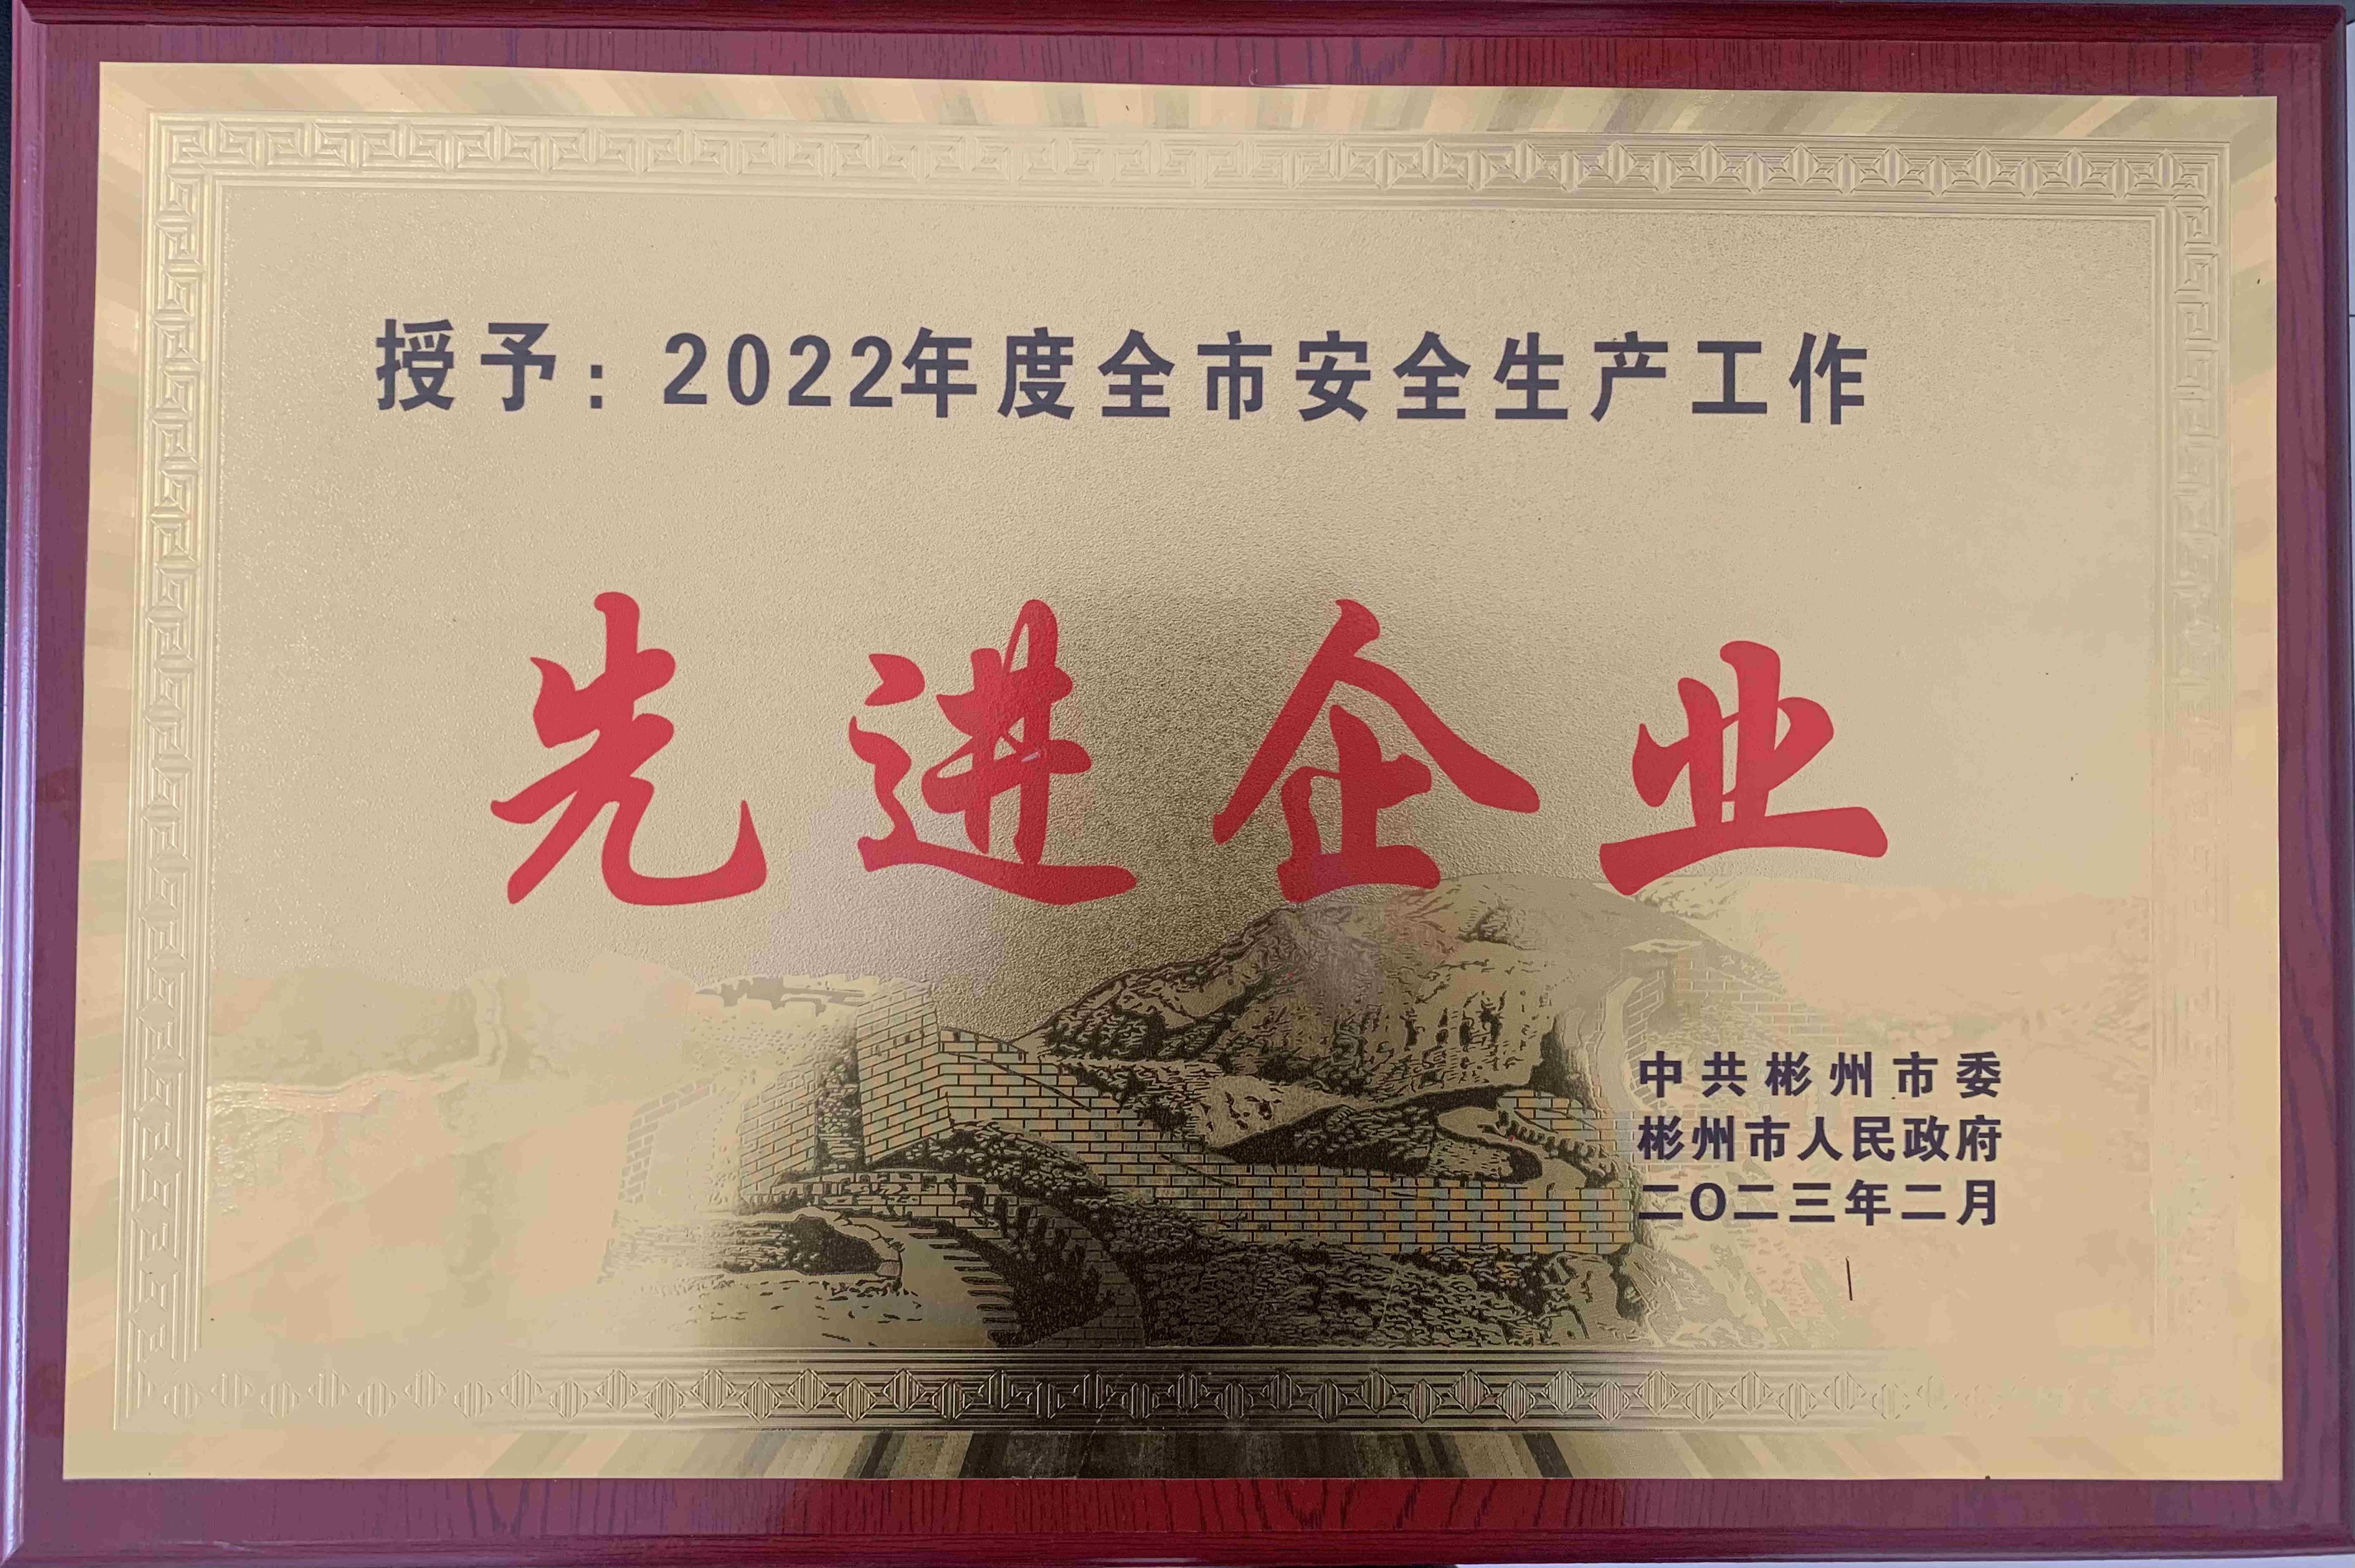 授予：2022年度全市安全生产工作
先进企业
中共彬州市委
彬州市人民政府
二〇二三年二月